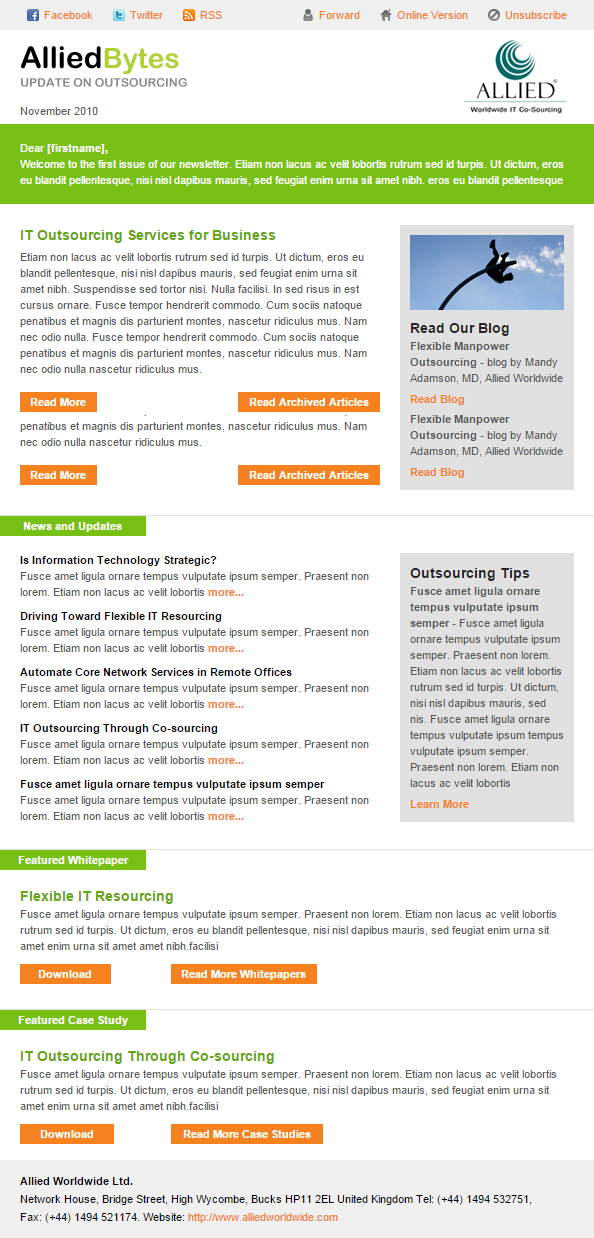 Facebook Twitter RSS Forward Online Version Unsubscribe
AlliedBytes
UPDATE ON OUTSOURCING
November 2010
ALLIED®
Worldwide IT Co-Sourcing
Dear [firstname],
Welcome to the first issue of our newsletter. Etiam non lacus ac velit lobortis rutrum sed id turpis. Ut dictum, eros
eu blandit pellentesque, nisi nisl dapibus mauris, sed feugiat enim urna sit amet nibh. eros eu blandit pellentesque
IT Outsourcing Services for Business
Etiam non lacus ac velit lobortis rutrum sed id turpis. Ut dictum, eros eu
blandit pellentesque, nisi nisl dapibus mauris, sed feugiat enim urna sit
amet nibh. Suspendisse sed tortor nisi. Nulla facilisi. In sed risus in est
cursus ornare. Fusce tempor hendrerit commodo. Cum sociis natoque
penatibus et magnis dis parturient montes, nascetur ridiculus mus. Nam
nec odio nulla. Fusce tempor hendrerit commodo. Cum sociis natoque
penatibus et magnis dis parturient montes, nascetur ridiculus mus. Nam
nec odio nulla nascetur ridiculus mus.
Read More Read Archived Articles
penatibus et magnis dis parturient montes, nascetur ridiculus mus. Nam
nec odio nulla nascetur ridiculus mus.
Read More Read Archived Articles
Read Our Blog
Flexible Manpower
Outsourcing - blog by Mandy
Adamson, MD, Allied Worldwide
Read Blog
Flexible Manpower
Outsourcing - blog by Mandy
Adamson, MD, Allied Worldwide
Read Blog
News and Updates
Is Information Technology Strategic?
Fusce amet ligula ornare tempus vulputate ipsum semper. Praesent non
lorem. Etiam non lacus ac velit lobortis more...
Driving Toward Flexible IT Resourcing
Fusce amet ligula ornare tempus vulputate ipsum semper. Praesent non
lorem. Etiam non lacus ac velit lobortis more...
Automate Core Network Services in Remote Offices
Fusce amet ligula ornare tempus vulputate ipsum semper. Praesent non
lorem. Etiam non lacus ac velit lobortis more...
IT Outsourcing Through Co-sourcing
Fusce amet ligula ornare tempus vulputate ipsum semper. Praesent non
lorem. Etiam non lacus ac velit lobortis more...
Fusce amet ligula ornare tempus vulputate ipsum semper
Fusce amet ligula ornare tempus vulputate ipsum semper. Praesent non
lorem. Etiam non lacus ac velit lobortis more...
Outsourcing Tips
Fusce amet ligula ornare
tempus vulputate ipsum
semper - Fusce amet ligula
ornare tempus vulputate ipsum
semper. Praesent non lorem.
Etiam non lacus ac velit lobortis
rutrum sed id turpis. Ut dictum,
nisi nisl dapibus mauris, sed
nis. Fusce amet ligula ornare
tempus vulputate ipsum tempus
vulputate ipsum semper.
Praesent non lorem. Etiam non
lacus ac velit lobortis
Learn More
Featured Whitepaper
Flexible IT Resourcing
Fusce amet ligula ornare tempus vulputate ipsum semper. Praesent non lorem. Etiam non lacus ac velit lobortis
rutrum sed id turpis. Ut dictum, eros eu blandit pellentesque, nisi nisl dapibus mauris, sed feugiat enim urna sit
amet enim urna sit amet amet nibh.facilisi
Download Read More Whitepapers
Featured Case Study
IT Outsourcing Through Co-sourcing
Fusce amet ligula ornare tempus vulputate ipsum semper. Praesent non lorem. Etiam non lacus ac velit lobortis
rutrum sed id turpis. Ut dictum, eros eu blandit pellentesque, nisi nisl dapibus mauris, sed feugiat enim urna sit
amet enim urna sit amet amet nibh.facilisi
Download Read More Case Studies
Allied Worldwide Ltd.
Network House, Bridge Street, High Wycombe, Bucks HP11 2EL United Kingdom Tel: (+44) 1494 532751,
Fax: (+44) 1494 521174. Website: http://www.alliedworldwide.com